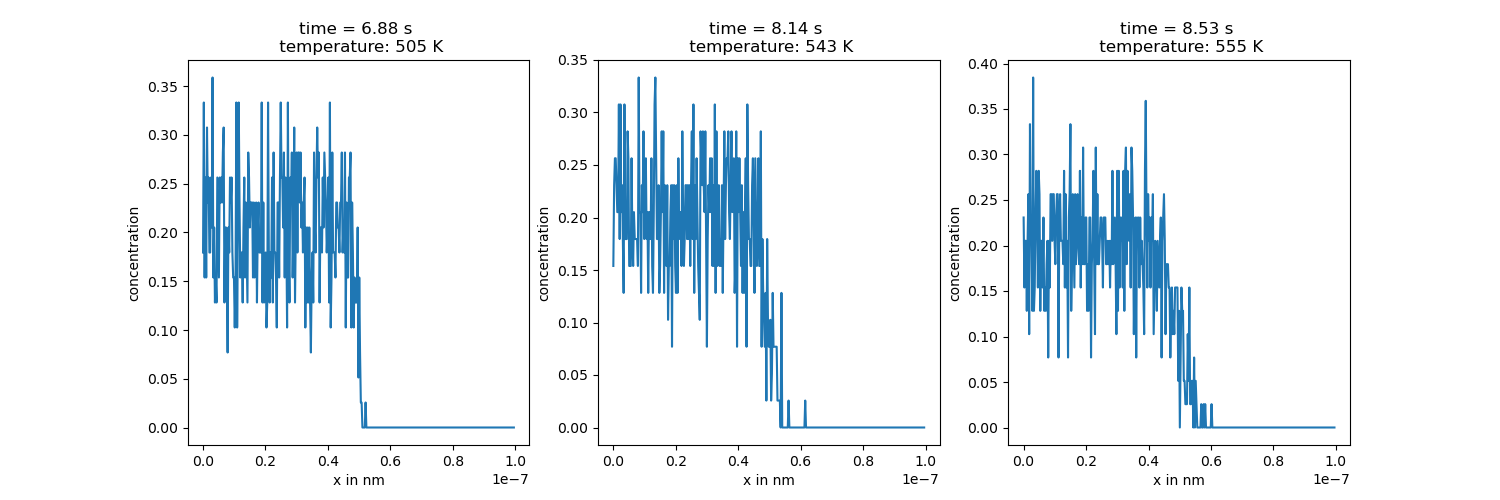 time = 6.88 s
temperature: 505 K
concentration
0.35
0.30
0.25
0.20
0.15
0.10
0.05
0.00
0.0 0.2 0.4 0.6 0.8 1.0
x in nm
1e−7
time = 8.14 s
temperature: 543 K
concentration
0.35
0.30
0.25
0.20
0.15
0.10
0.05
0.00
0.0 0.2 0.4 0.6 0.8 1.0
x in nm
1e−7
time = 8.53 s
temperature: 555 K
concentration
0.40
0.35
0.30
0.25
0.20
0.15
0.10
0.05
0.00
0.0 0.2 0.4 0.6 0.8 1.0
x in nm
1e−7